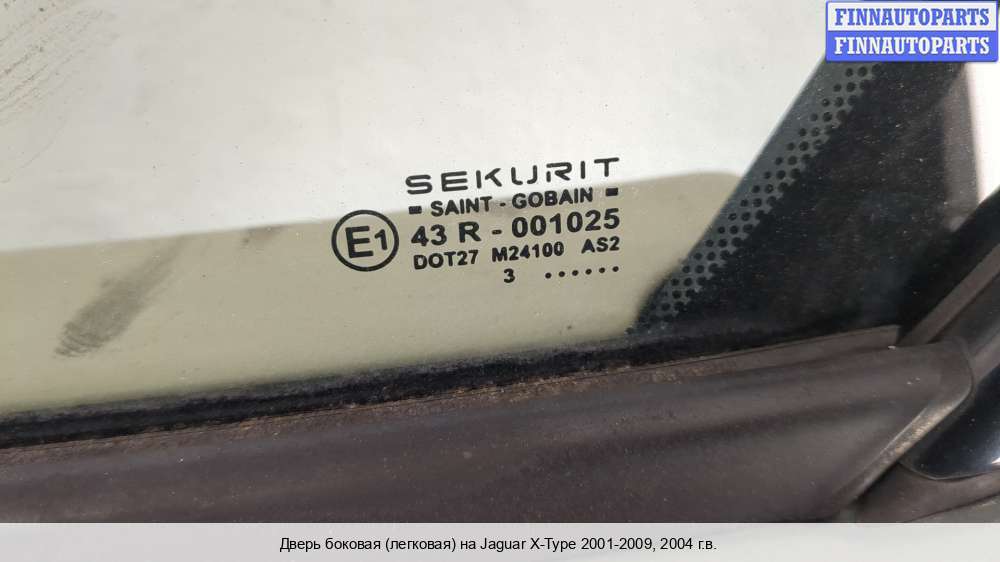 FINNAUTOPARTS
FINNAUTOPARTS
SEKURIT
SAINT - GOBAIN
E1
43 R - 001025
DOT27 M24100 AS2
3 ......
Дверь боковая (легковая) на Jaguar X-Type 2001-2009, 2004 г.в.